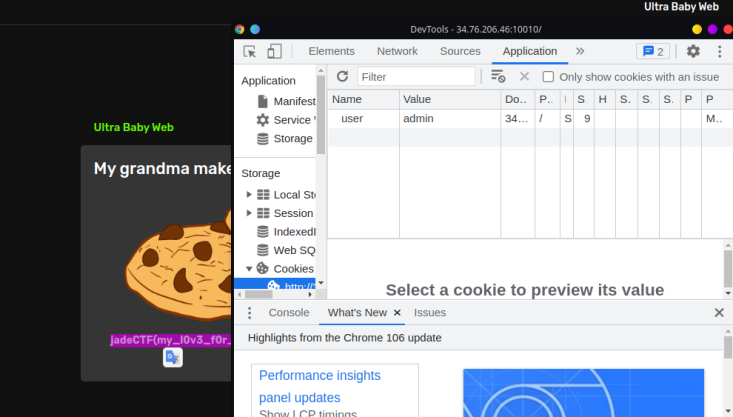 Ultra Baby Web
DevTools - 34.76.206.46:10010/
Elements Network Sources Application » 2
Application
Filter
Only show cookies with an issue
Manifest
Service
Storage
Name Value Do.. P.. I S H S. S. S. P P
user admin 34... / S 9 M..
Ultra Baby Web
My grandma make
jadeCTF{my_l0v3_f0r_
Storage
Local Sto
Session
IndexedD
Web SQ
Cookies
http://
Select a cookie to preview its value
Console What's New × Issues
Highlights from the Chrome 106 update
Performance insights
panel updates
Show LCP timings